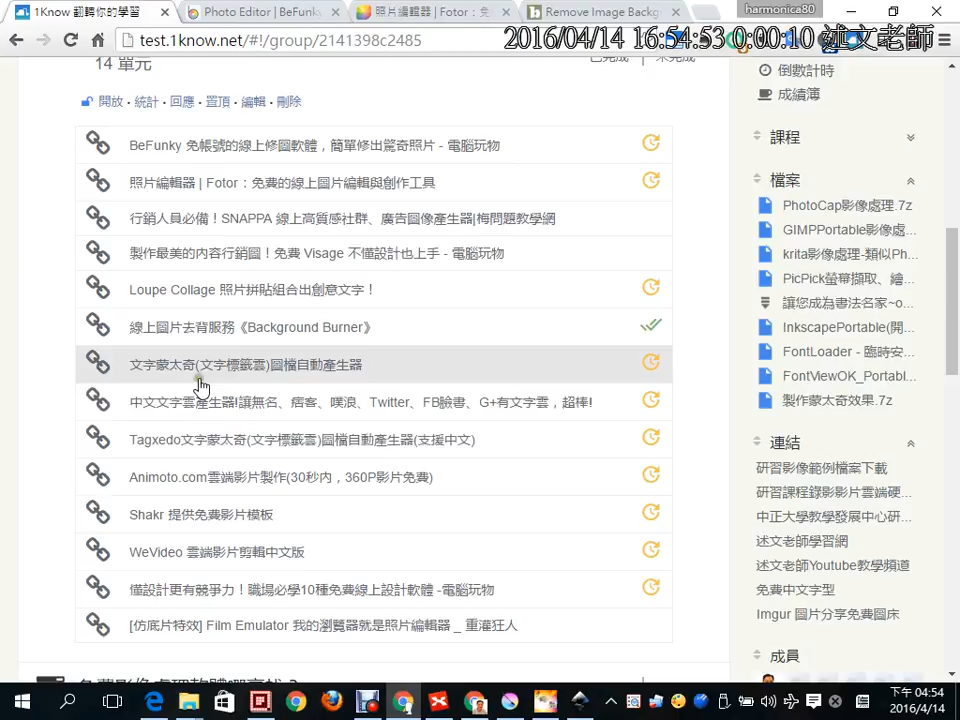 1Know 翻轉你的學習
Photo Editor | BeFunk
照片編輯器 | Fotor：免
Remove Image Backg
harmonica80
test.1know.net/#!/group/2141398c2485
2016/04/14 16:54:53 0:00:10 述文老師
14 單元
已完成 | 未完成
開放 · 統計 · 回應 · 置頂 · 編輯 · 刪除
BeFunky 免帳號的線上修圖軟體，簡單修出驚奇照片 - 電腦玩物
照片編輯器 | Fotor：免費的線上圖片編輯與創作工具
行銷人員必備！SNAPPA 線上高質感社群、廣告圖像產生器|梅問題教學網
製作最美的內容行銷圖！免費 Visage 不懂設計也上手 - 電腦玩物
Loupe Collage 照片拼貼組合出創意文字！
線上圖片去背服務《Background Burner》
文字蒙太奇(文字標籤雲)圖檔自動產生器
中文文字雲產生器!讓無名、痞客、噗浪、Twitter、FB臉書、G+有文字雲，超棒!
Tagxedo文字蒙太奇(文字標籤雲)圖檔自動產生器(支援中文)
Animoto.com雲端影片製作(30秒內，360P影片免費)
Shakr 提供免費影片模板
WeVideo 雲端影片剪輯中文版
懂設計更有競爭力！職場必學10種免費線上設計軟體 -電腦玩物
[仿底片特效] Film Emulator 我的瀏覽器就是照片編輯器 _ 重灌狂人
倒數計時
成績簿
課程
檔案
PhotoCap影像處理.7z
GIMPPortable影像處...
krita影像處理-類似Ph...
PicPick螢幕擷取、繪...
讓您成為書法名家~o...
InkscapePortable(開...
FontLoader - 臨時安...
FontViewOK_Portabl...
製作蒙太奇效果.7z
連結
研習影像範例檔案下載
研習課程錄影影片雲端硬...
中正大學教學發展中心研...
述文老師學習網
述文老師Youtube教學頻道
免費中文字型
Imgur 圖片分享免費圖床
成員
下午 04:54
2016/4/14